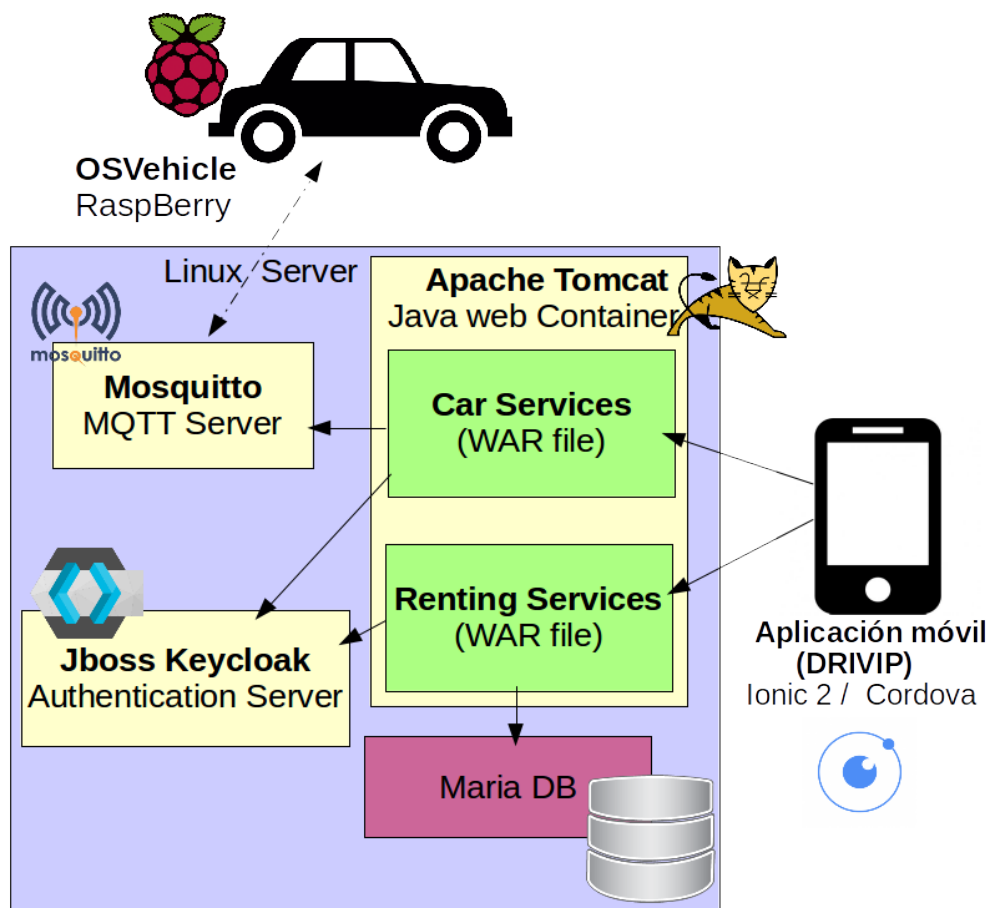 OSVehicle
RaspBerry
Linux Server
Apache Tomcat
Java web Container
mosquitto
Mosquitto
MQTT Server
Car Services
(WAR file)
Renting Services
(WAR file)
Jboss Keycloak
Authentication Server
Aplicación móvil
(DRIVIP)
Ionic 2 / Cordova
Maria DB